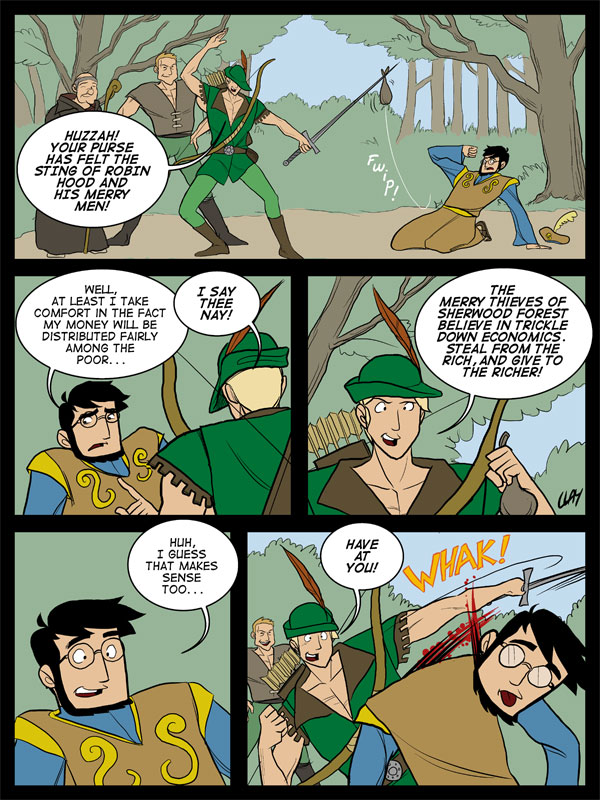 HUZZAH!
YOUR PURSE
HAS FELT THE
STING OF ROBIN
HOOD AND
HIS MERRY
MEN!
Fwip!
WELL,
AT LEAST I TAKE
COMFORT IN THE FACT
MY MONEY WILL BE
DISTRIBUTED FAIRLY
AMONG THE
POOR...
I SAY
THEE
NAY!
THE
MERRY THIEVES OF
SHERWOOD FOREST
BELIEVE IN TRICKLE
DOWN ECONOMICS.
STEAL FROM THE
RICH, AND GIVE TO
THE RICHER!
CLAY
HUH,
I GUESS
THAT MAKES
SENSE
TOO...
HAVE
AT
YOU!
WHAK!